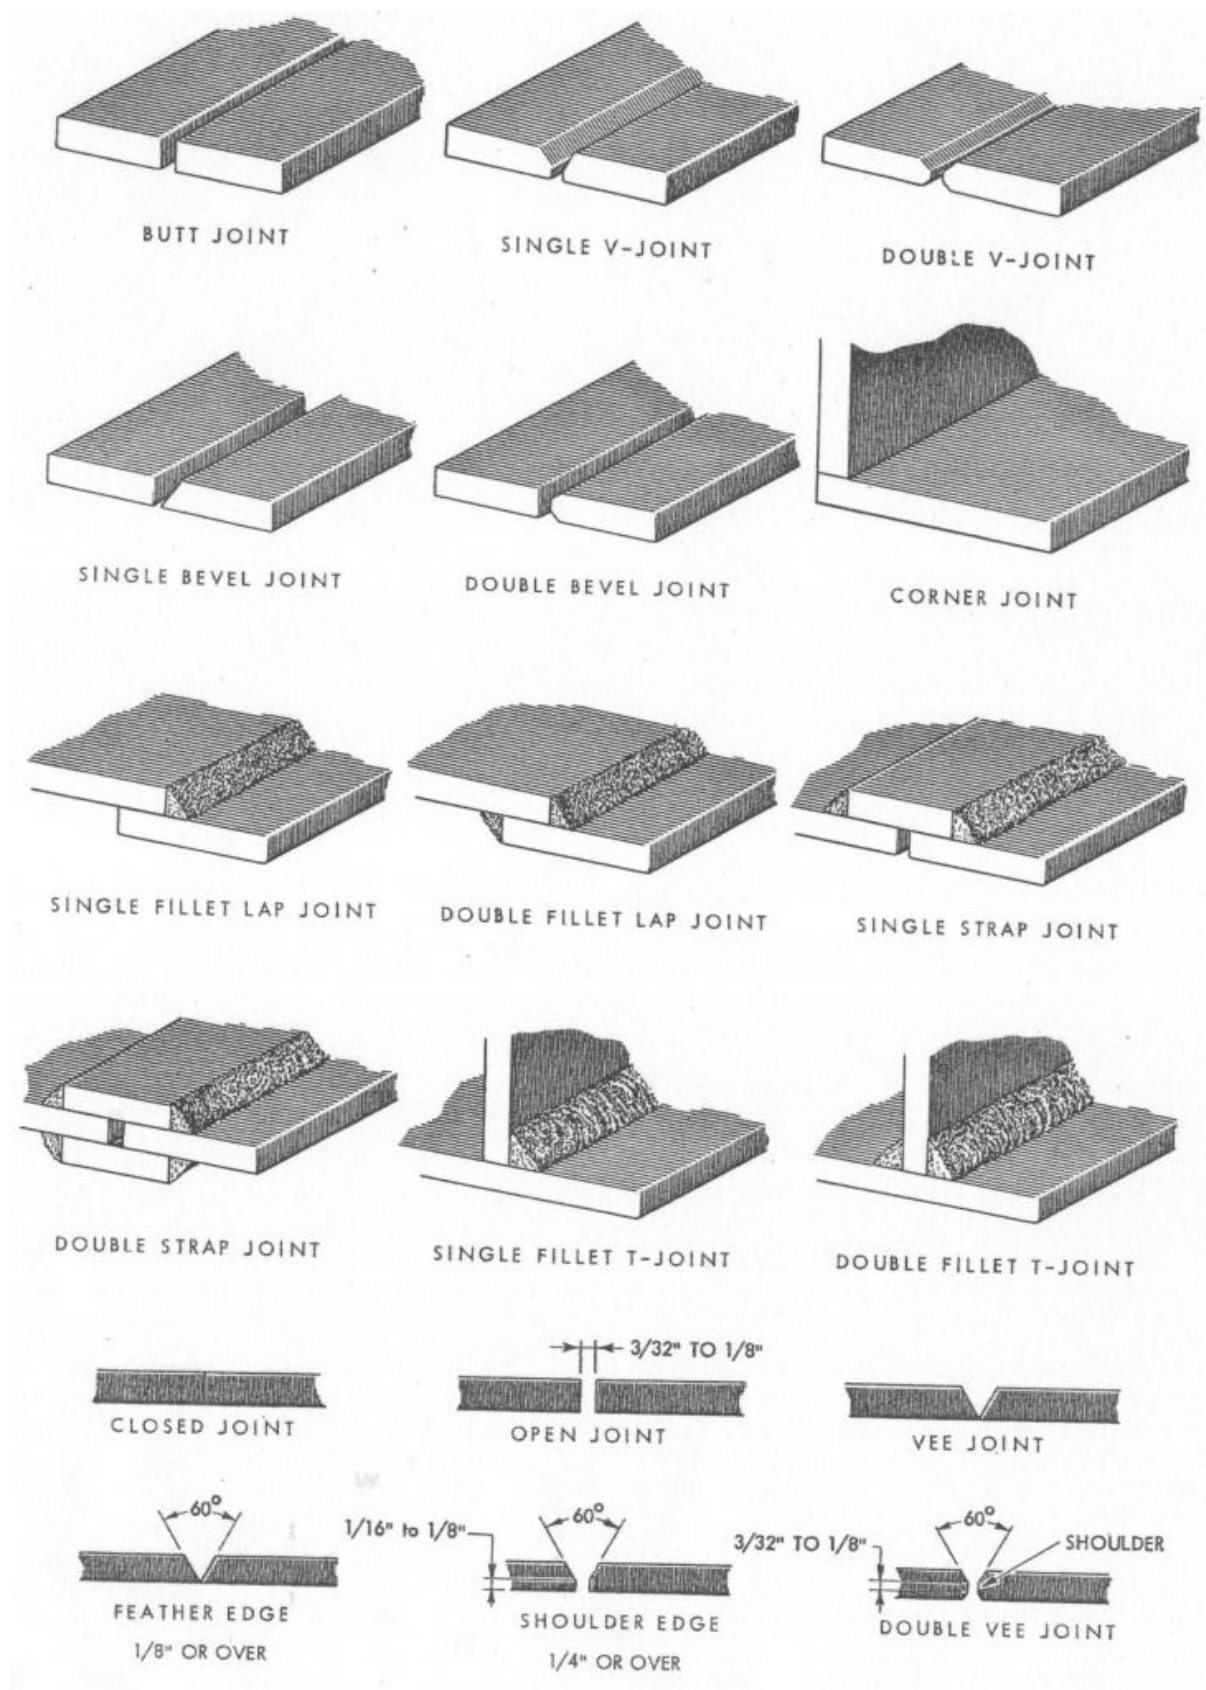 BUTT JOINT
SINGLE V-JOINT
DOUBLE V-JOINT
SINGLE BEVEL JOINT
DOUBLE BEVEL JOINT
CORNER JOINT
SINGLE FILLET LAP JOINT
DOUBLE FILLET LAP JOINT
SINGLE STRAP JOINT
DOUBLE STRAP JOINT
SINGLE FILLET T-JOINT
DOUBLE FILLET T-JOINT
CLOSED JOINT
3/32" TO 1/8"
OPEN JOINT
VEE JOINT
60°
FEATHER EDGE
1/8" OR OVER
1/16" to 1/8"
60°
SHOULDER EDGE
1/4" OR OVER
3/32" TO 1/8"
60°
SHOULDER
DOUBLE VEE JOINT